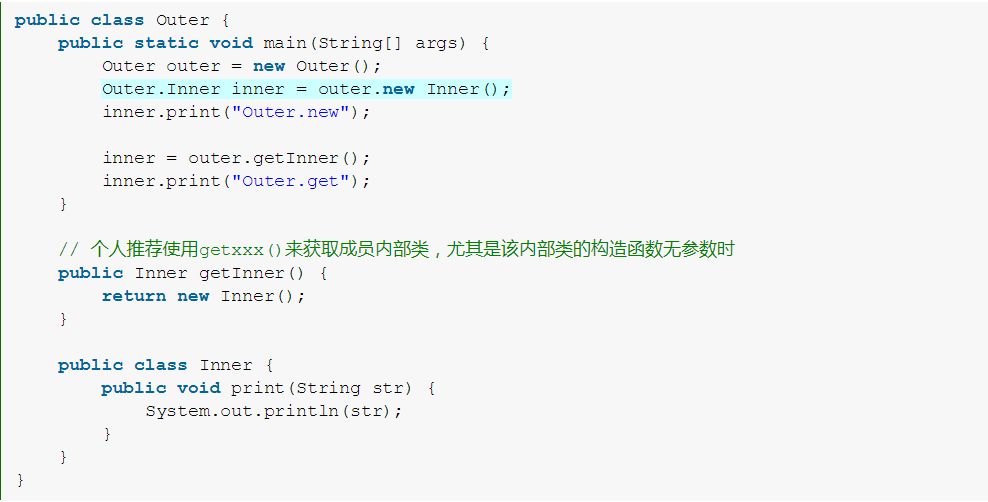 public class Outer {
    public static void main(String[] args) {
        Outer outer = new Outer();
        Outer.Inner inner = outer.new Inner();
        inner.print("Outer.new");

        inner = outer.getInner();
        inner.print("Outer.get");
    }

    // 个人推荐使用getxxx()来获取成员内部类，尤其是该内部类的构造函数无参数时
    public Inner getInner() {
        return new Inner();
    }

    public class Inner {
        public void print(String str) {
            System.out.println(str);
        }
    }
}